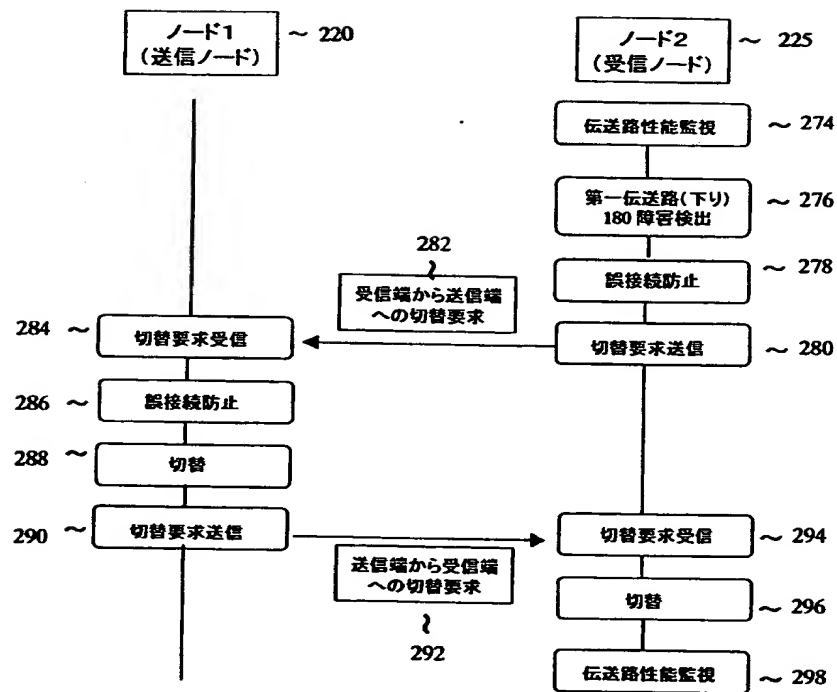 ノード1
(送信ノード)
~ 220
ノード2
(受信ノード)
~ 225
伝送路性能監視
~ 274
第一伝送路(下り)
180 障害検出
~ 276
282
~
受信端から送信端
への切替要求
誤接続防止
~ 278
284 ~
切替要求受信
切替要求送信
~ 280
286 ~
誤接続防止
288 ~
切替
290 ~
切替要求送信
送信端から受信端
への切替要求
~
292
切替要求受信
~ 294
切替
~ 296
伝送路性能監視
~ 298